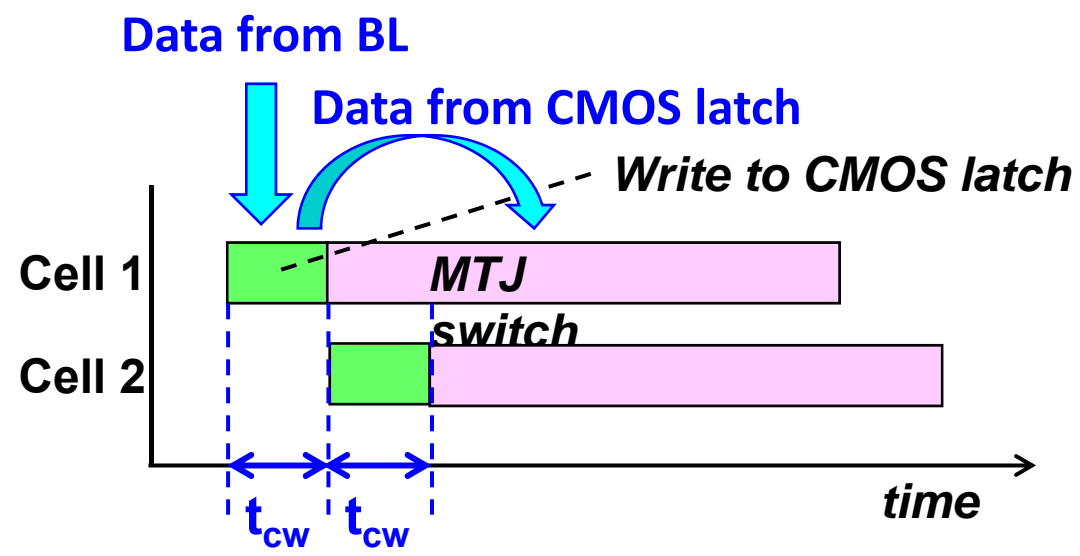 Data from BL
Data from CMOS latch
Write to CMOS latch
Cell 1
MTJ
switch
Cell 2
time
tcw tcw